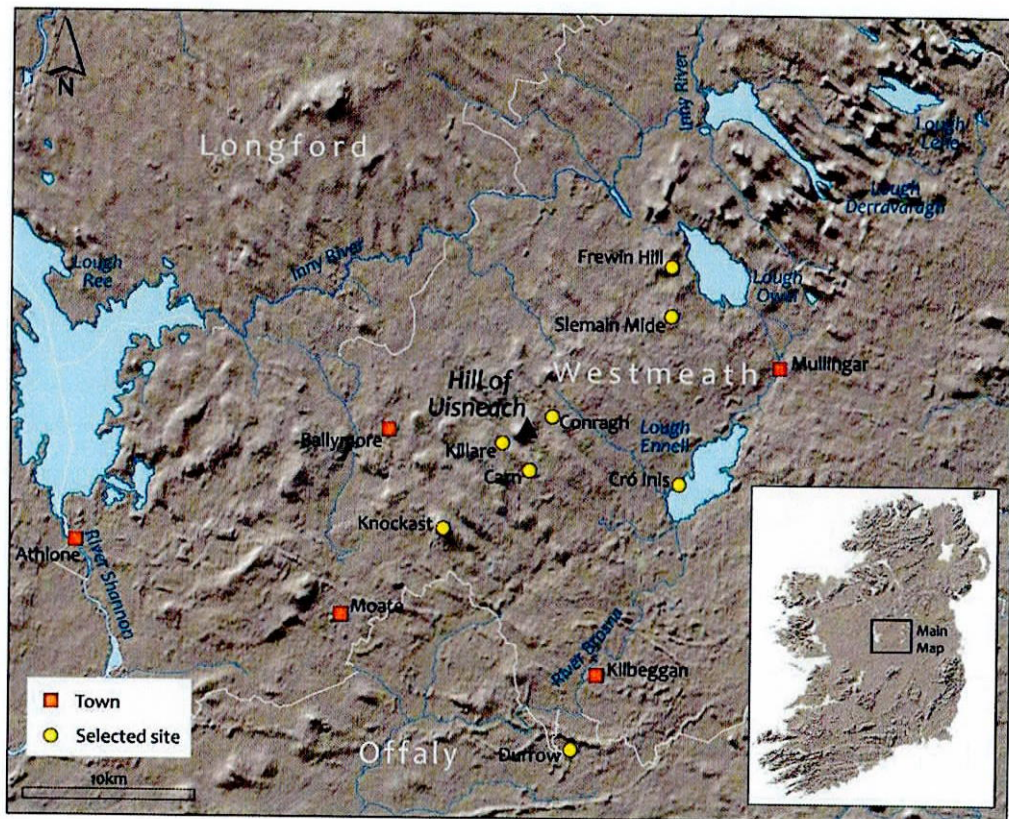 N
Longford
Inny River
Lough
Lene
Lough
Derravaragh
Inny River
Lough
Ree
Frewin Hill
Lough
Owel
Slemain Mide
Westmeath
Mullingar
Hill of
Uisneach
Conragh
Ballymore
Killare
Lough
Ennell
Carn
Cró Inis
Knockast
Athlone
River Shannon
Moate
River Brosna
Kilbeggan
Offaly
Durrow
Town
Selected site
10km
Main
Map